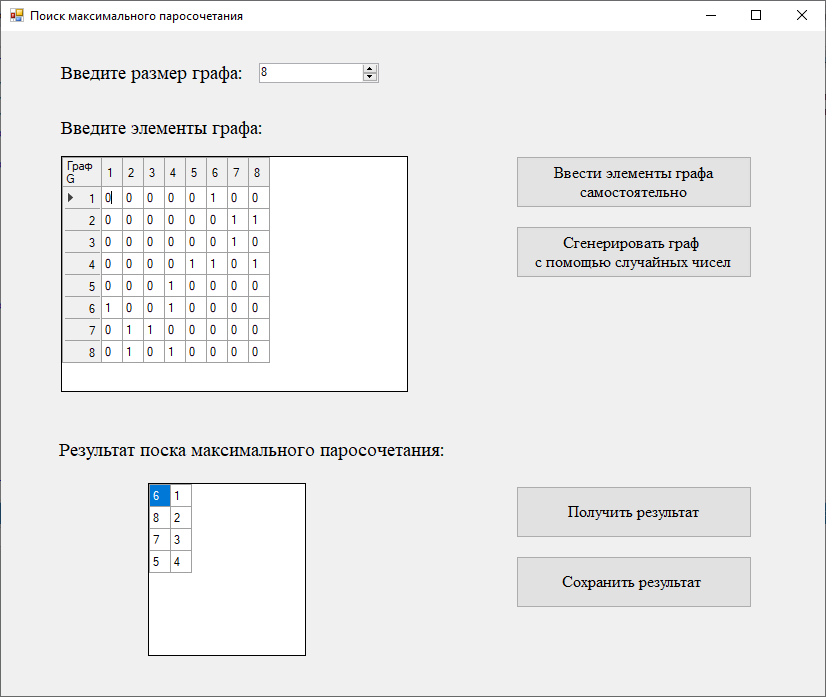 Поиск максимального паросочетания
Введите размер графа: 8
Введите элементы графа:
Граф G 1 2 3 4 5 6 7 8
1 0 0 0 0 0 1 0 0
2 0 0 0 0 0 0 1 1
3 0 0 0 0 0 0 1 0
4 0 0 0 0 1 1 0 1
5 0 0 0 1 0 0 0 0
6 1 0 0 1 0 0 0 0
7 0 1 1 0 0 0 0 0
8 0 1 0 1 0 0 0 0
Ввести элементы графа
самостоятельно
Сгенерировать граф
с помощью случайных чисел
Результат поска максимального паросочетания:
6 1
8 2
7 3
5 4
Получить результат
Сохранить результат